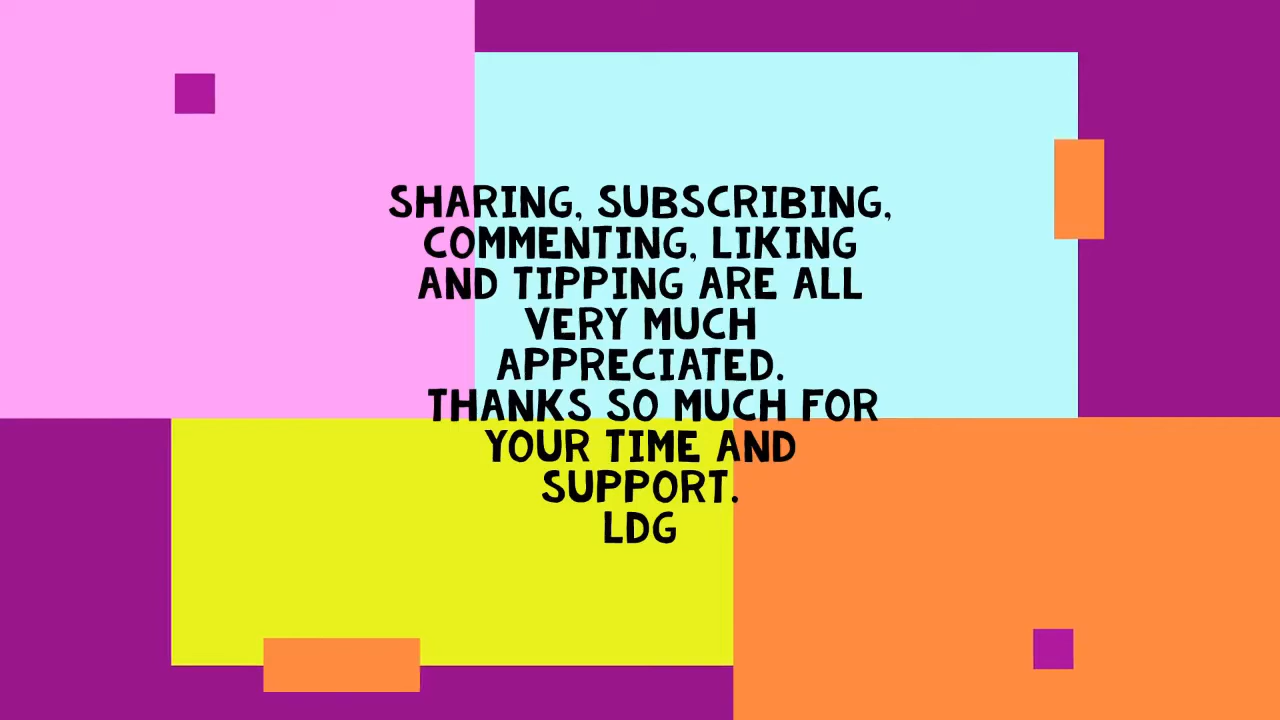 SHARING, SUBSCRIBING,
COMMENTING, LIKING
AND TIPPING ARE ALL
VERY MUCH
APPRECIATED.
THANKS SO MUCH FOR
YOUR TIME AND
SUPPORT.
LDG